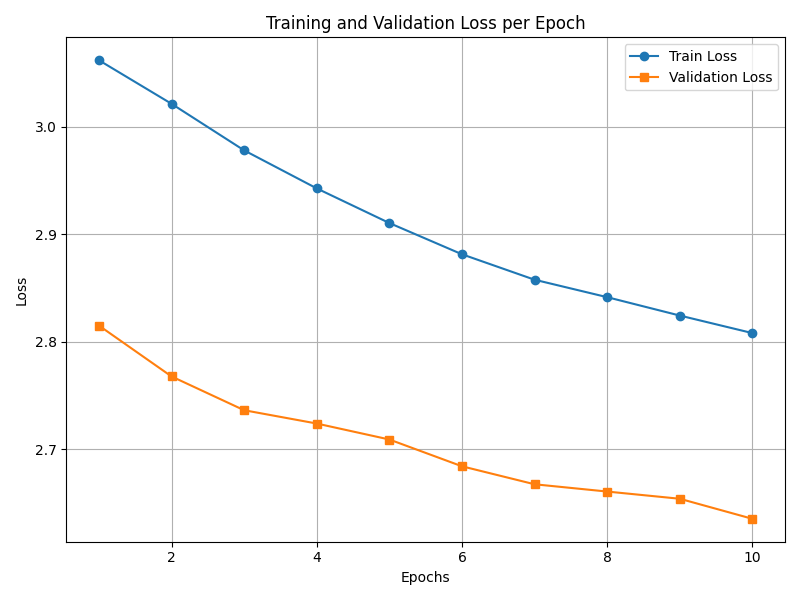 Training and Validation Loss per Epoch
Train Loss
Validation Loss
3.0
2.9
2.8
2.7
Loss
2 4 6 8 10
Epochs